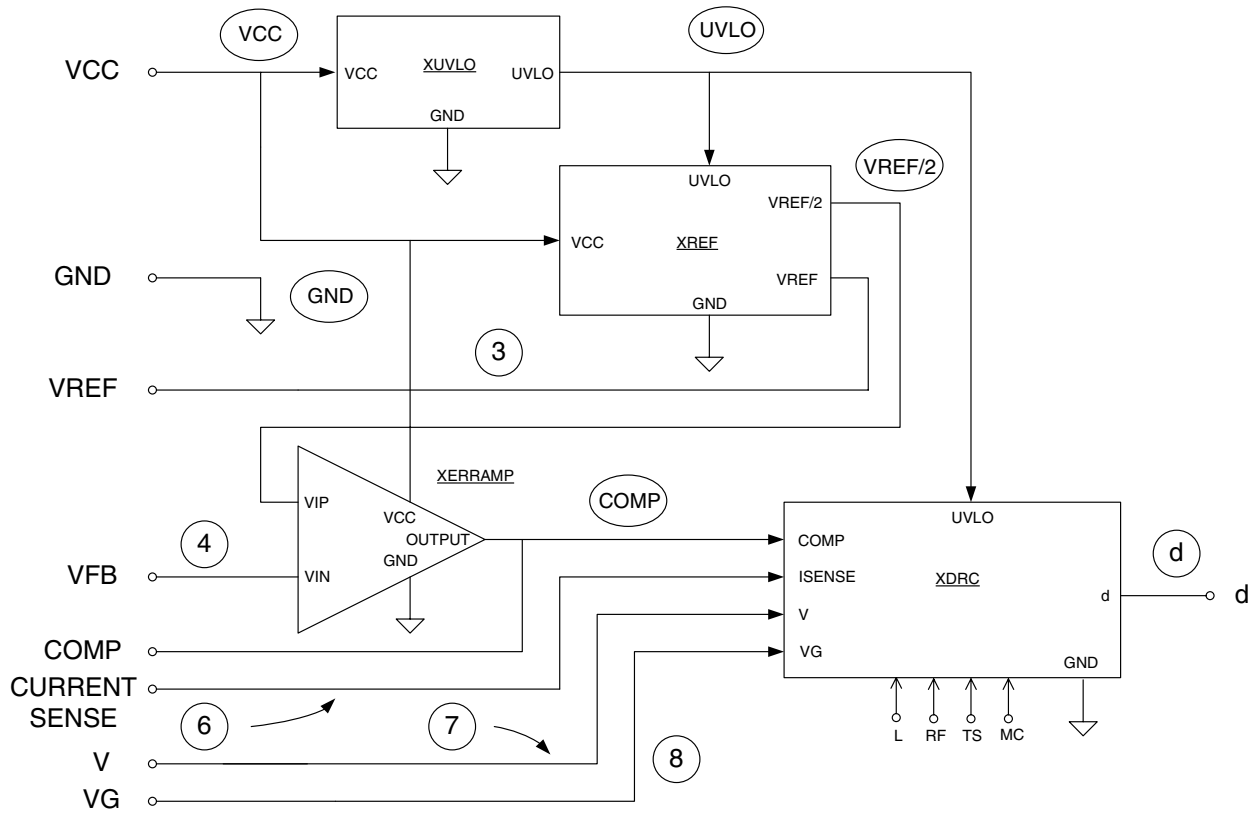 VCC
UVLO
VCC
VCC
XUVLO
UVLO
GND
VREF/2
UVLO
VREF/2
VCC
XREF
VREF
GND
GND
GND
3
VREF
XERRAMP
VIP
VCC
OUTPUT
GND
VIN
COMP
4
VFB
UVLO
COMP
ISENSE
XDRC
V
VG
d
GND
d
d
COMP
CURRENT
SENSE
6
7
8
L
RF
TS
MC
V
VG